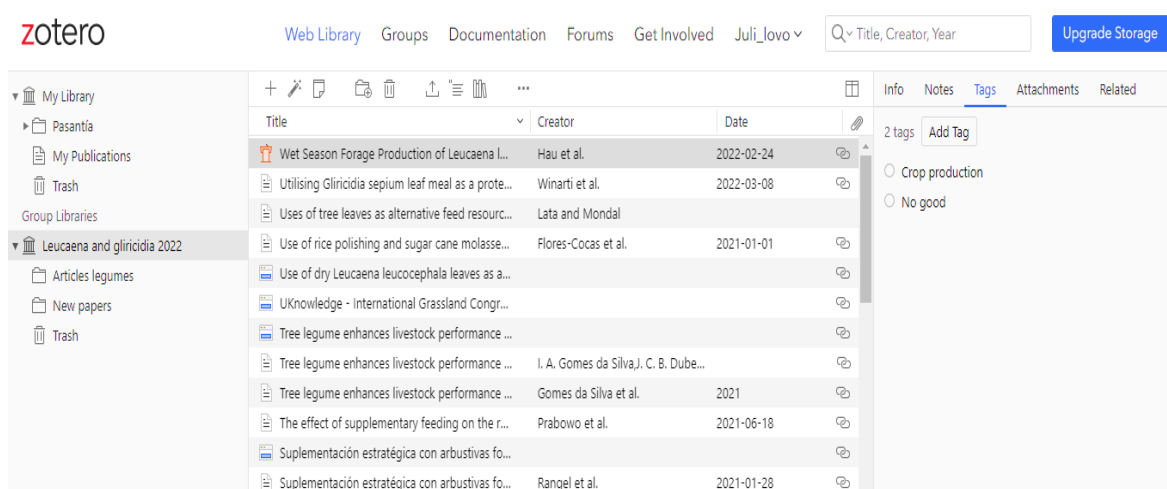 zotero
Web Library Groups Documentation Forums Get Involved Juli_lovo Title, Creator, Year Upgrade Storage
My Library
Pasantía
My Publications
Trash
Group Libraries
Leucaena and gliricidia 2022
Articles legumes
New papers
Trash
Title Creator Date
Wet Season Forage Production of Leucaena l... Hau et al. 2022-02-24
Utilising Gliricidia sepium leaf meal as a prote... Winarti et al. 2022-03-08
Uses of tree leaves as alternative feed resourc... Lata and Mondal
Use of rice polishing and sugar cane molasse... Flores-Cocas et al. 2021-01-01
Use of dry Leucaena leucocephala leaves as a...
UKnowledge - International Grassland Congr...
Tree legume enhances livestock performance ...
Tree legume enhances livestock performance ... I. A. Gomes da Silva,J. C. B. Dube...
Tree legume enhances livestock performance ... Gomes da Silva et al. 2021
The effect of supplementary feeding on the r... Prabowo et al. 2021-06-18
Suplementación estratégica con arbustivas fo...
Suplementación estratégica con arbustivas fo... Rangel et al. 2021-01-28
Info Notes Tags Attachments Related
2 tags Add Tag
Crop production
No good